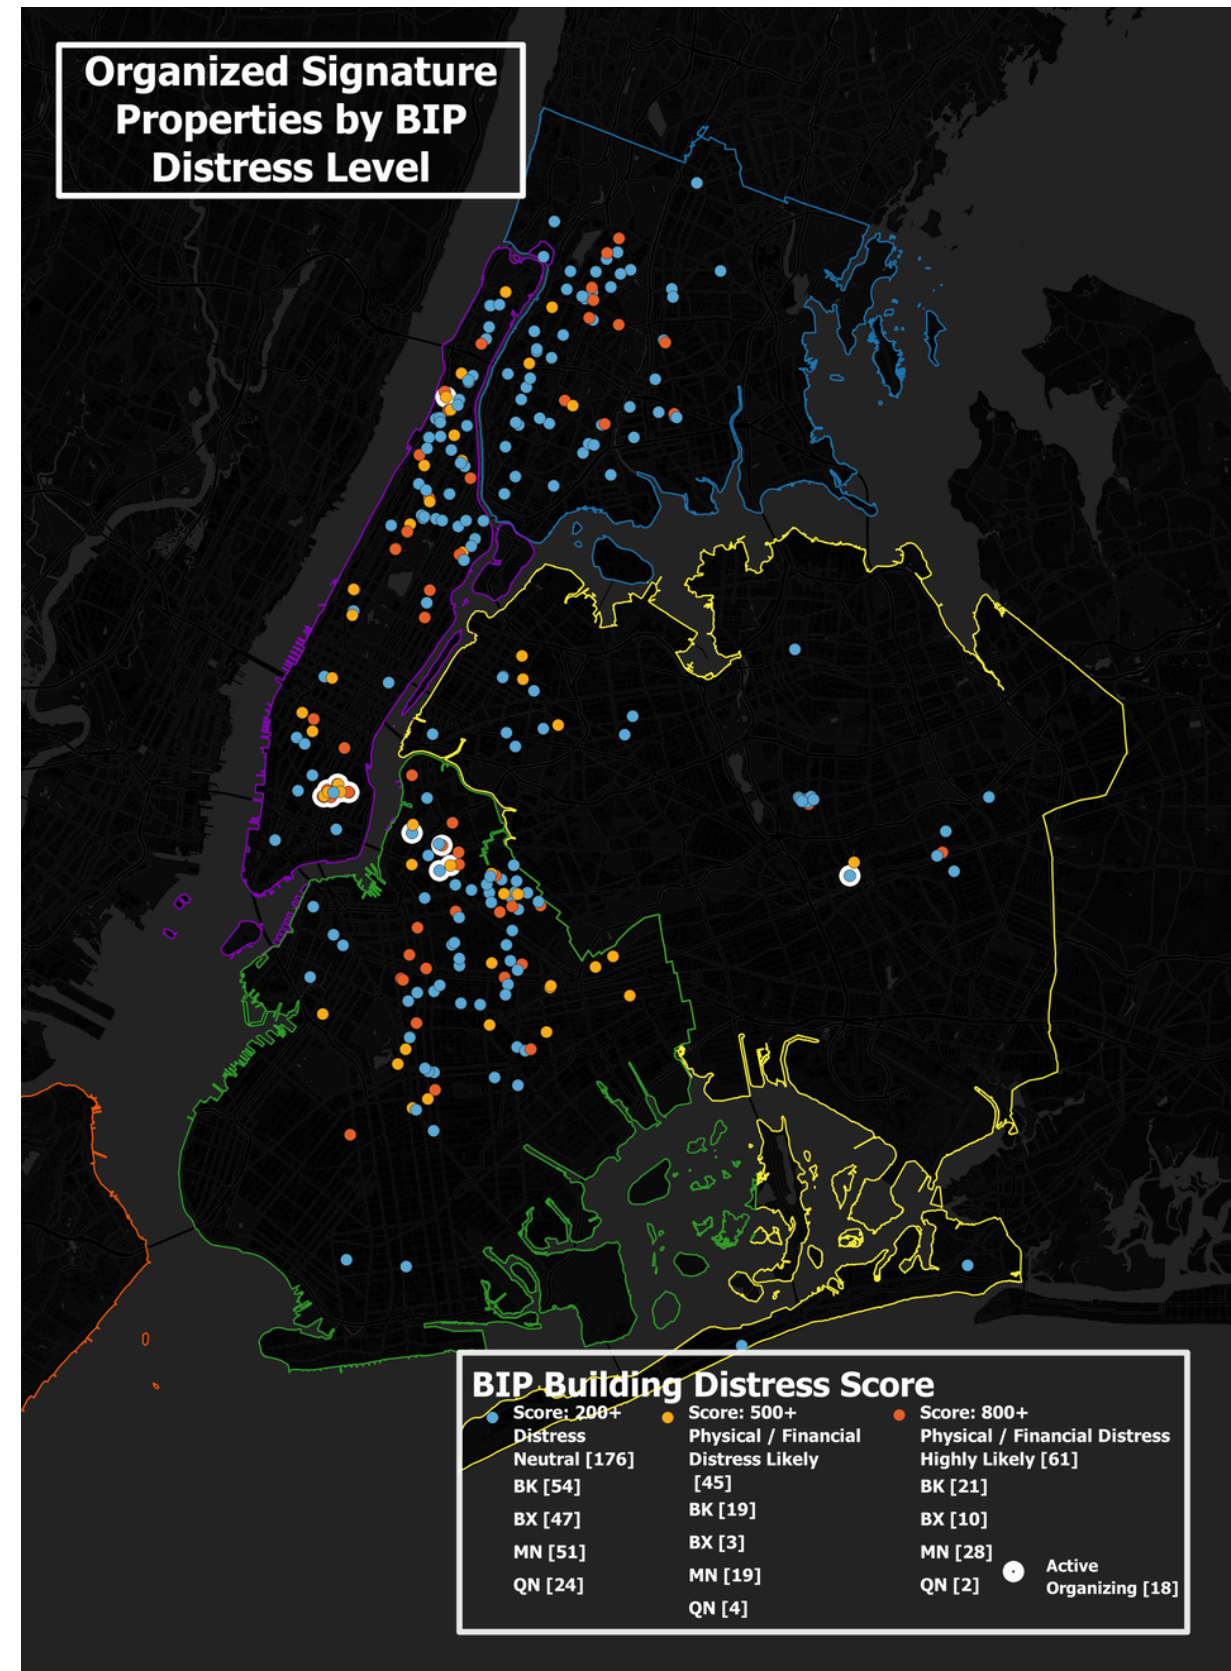 Organized Signature
Properties by BIP
Distress Level
BIP Building Distress Score
Score: 200+
Distress
Neutral [176]
BK [54]
BX [47]
MN [51]
QN [24]
Score: 500+
Physical / Financial
Distress Likely
[45]
BK [19]
BX [3]
MN [19]
QN [4]
Score: 800+
Physical / Financial Distress
Highly Likely [61]
BK [21]
BX [10]
MN [28]
QN [2]
Active
Organizing [18]